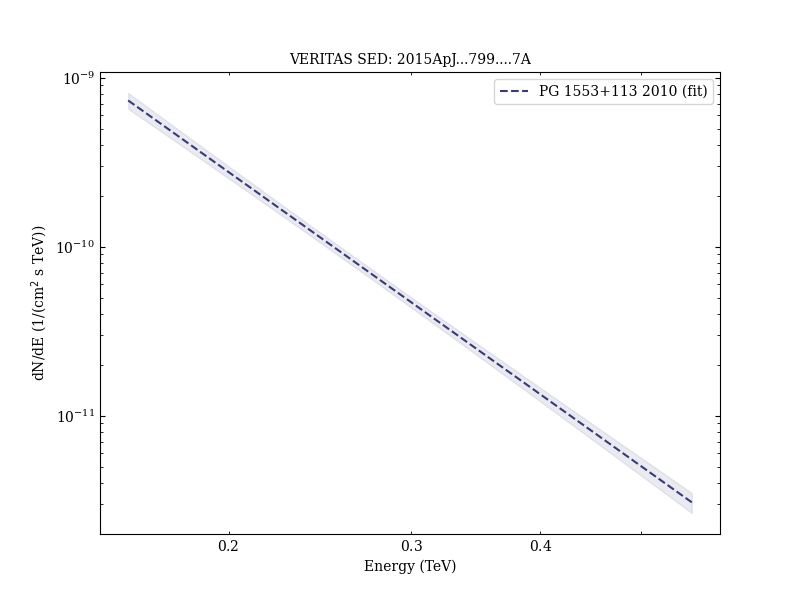 VERITAS SED: 2015ApJ...799....7A
PG 1553+113 2010 (fit)
10⁻⁹
10⁻¹⁰
10⁻¹¹
dN/dE (1/(cm² s TeV))
0.2 0.3 0.4
Energy (TeV)